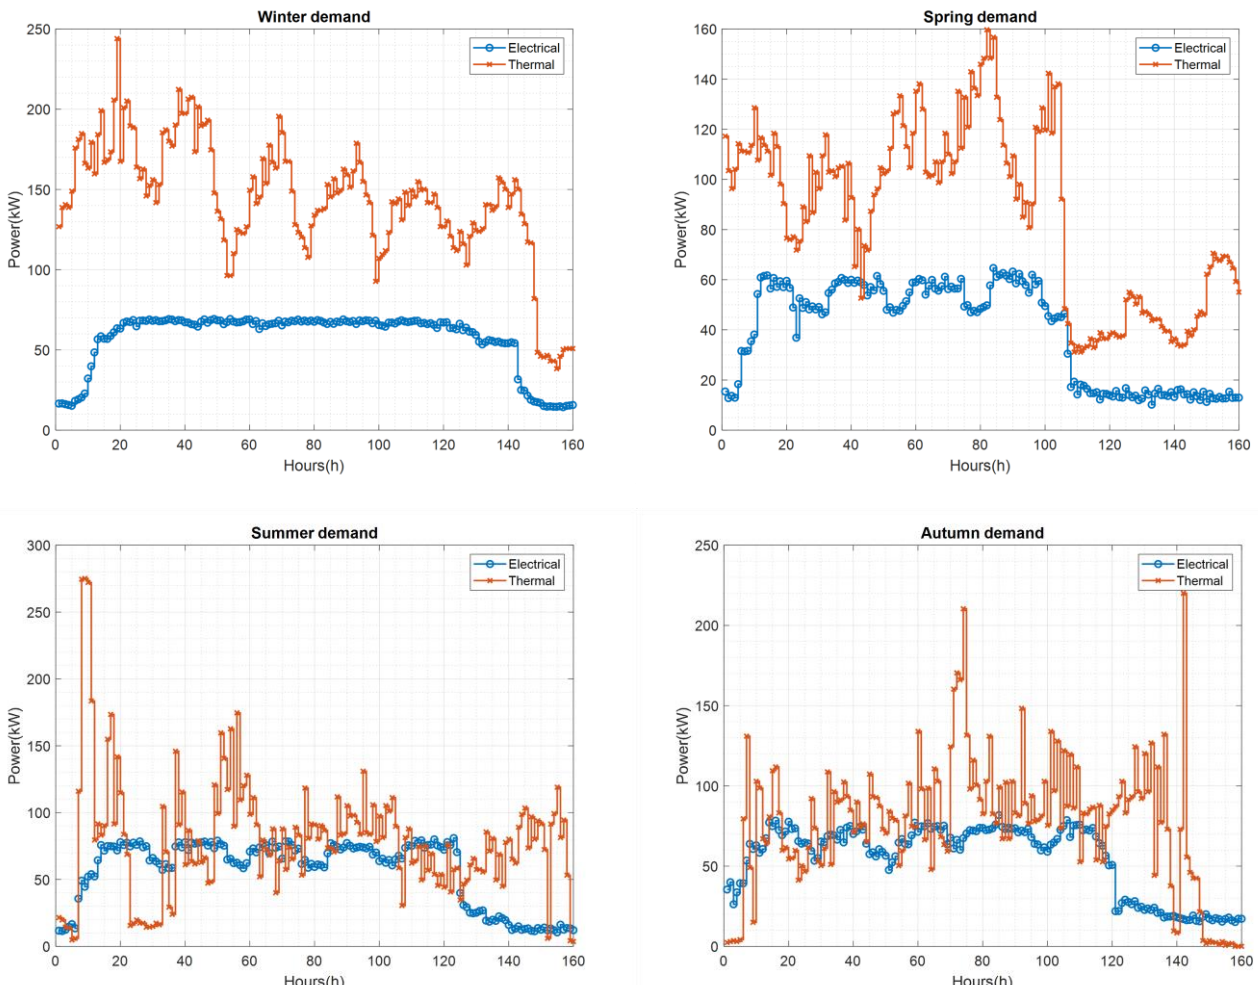 Winter demand
250
200
150
100
50
0
Power(kW)
0 20 40 60 80 100 120 140 160
Hours(h)
Electrical
Thermal
Spring demand
160
140
120
100
80
60
40
20
0
Power(kW)
0 20 40 60 80 100 120 140 160
Hours(h)
Electrical
Thermal
Summer demand
300
250
200
150
100
50
0
Power(kW)
0 20 40 60 80 100 120 140 160
Hours(h)
Electrical
Thermal
Autumn demand
250
200
150
100
50
0
Power(kW)
0 20 40 60 80 100 120 140 160
Hours(h)
Electrical
Thermal